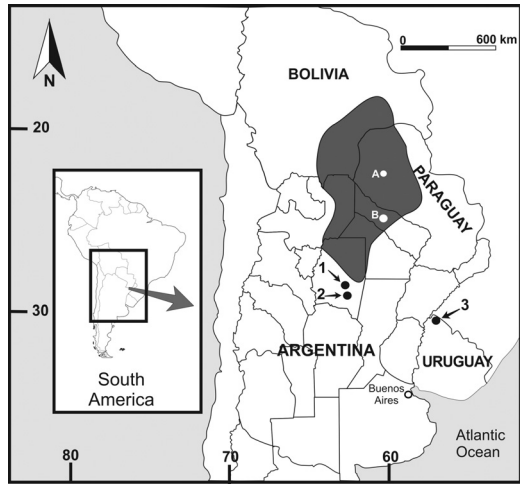 0 600 km
N
BOLIVIA
20
A
PARAGUAY
B
1
2
3
30
ARGENTINA
URUGUAY
South
America
Buenos
Aires
Atlantic
Ocean
80
70
60